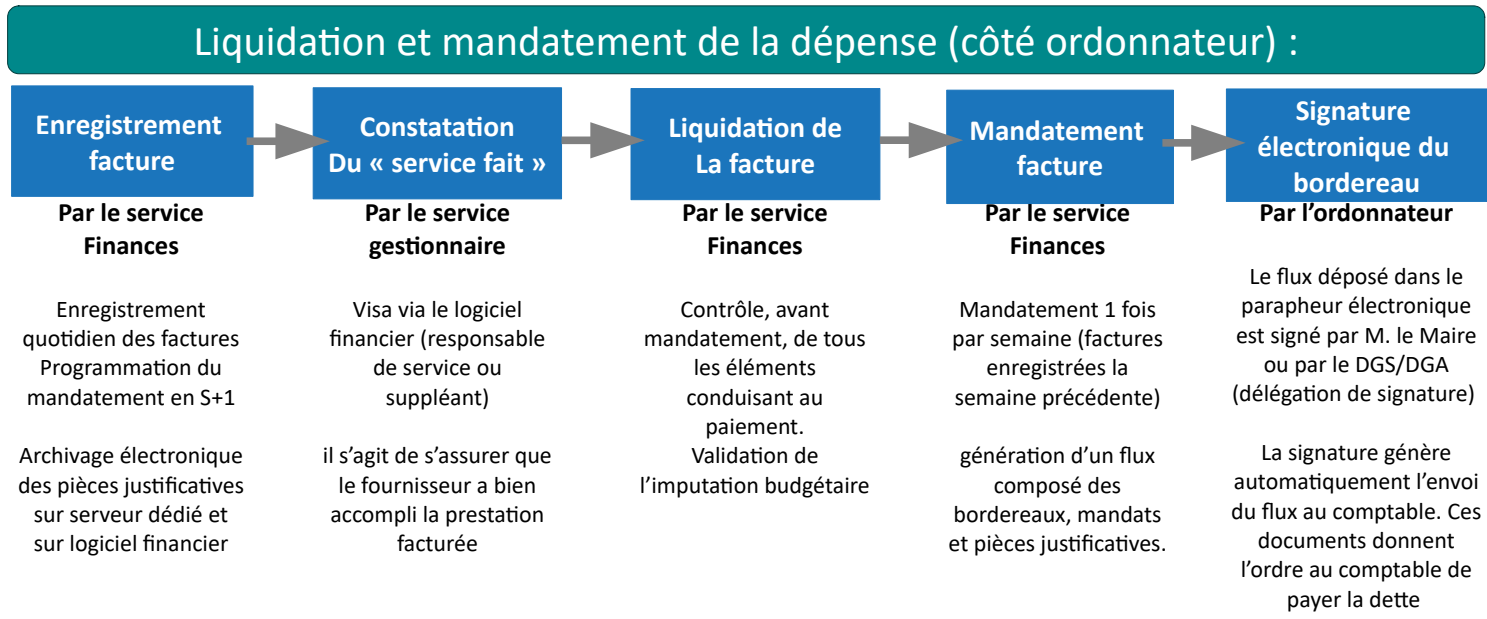 Liquidation et mandatement de la dépense (côté ordonnateur) :
Enregistrement
facture
Par le service
Finances
Enregistrement
quotidien des factures
Programmation du
mandatement en S+1
Archivage électronique
des pièces justificatives
sur serveur dédié et
sur logiciel financier
Constatation
Du « service fait »
Par le service
gestionnaire
Visa via le logiciel
financier (responsable
de service ou
suppléant)
il s’agit de s’assurer que
le fournisseur a bien
accompli la prestation
facturée
Liquidation de
La facture
Par le service
Finances
Contrôle, avant
mandatement, de tous
les éléments
conduisant au
paiement.
Validation de
l’imputation budgétaire
Mandatement
facture
Par le service
Finances
Mandatement 1 fois
par semaine (factures
enregistrées la
semaine précédente)
génération d’un flux
composé des
bordereaux, mandats
et pièces justificatives.
Signature
électronique du
bordereau
Par l’ordonnateur
Le flux déposé dans le
parapheur électronique
est signé par M. le Maire
ou par le DGS/DGA
(délégation de signature)
La signature génère
automatiquement l’envoi
du flux au comptable. Ces
documents donnent
l’ordre au comptable de
payer la dette